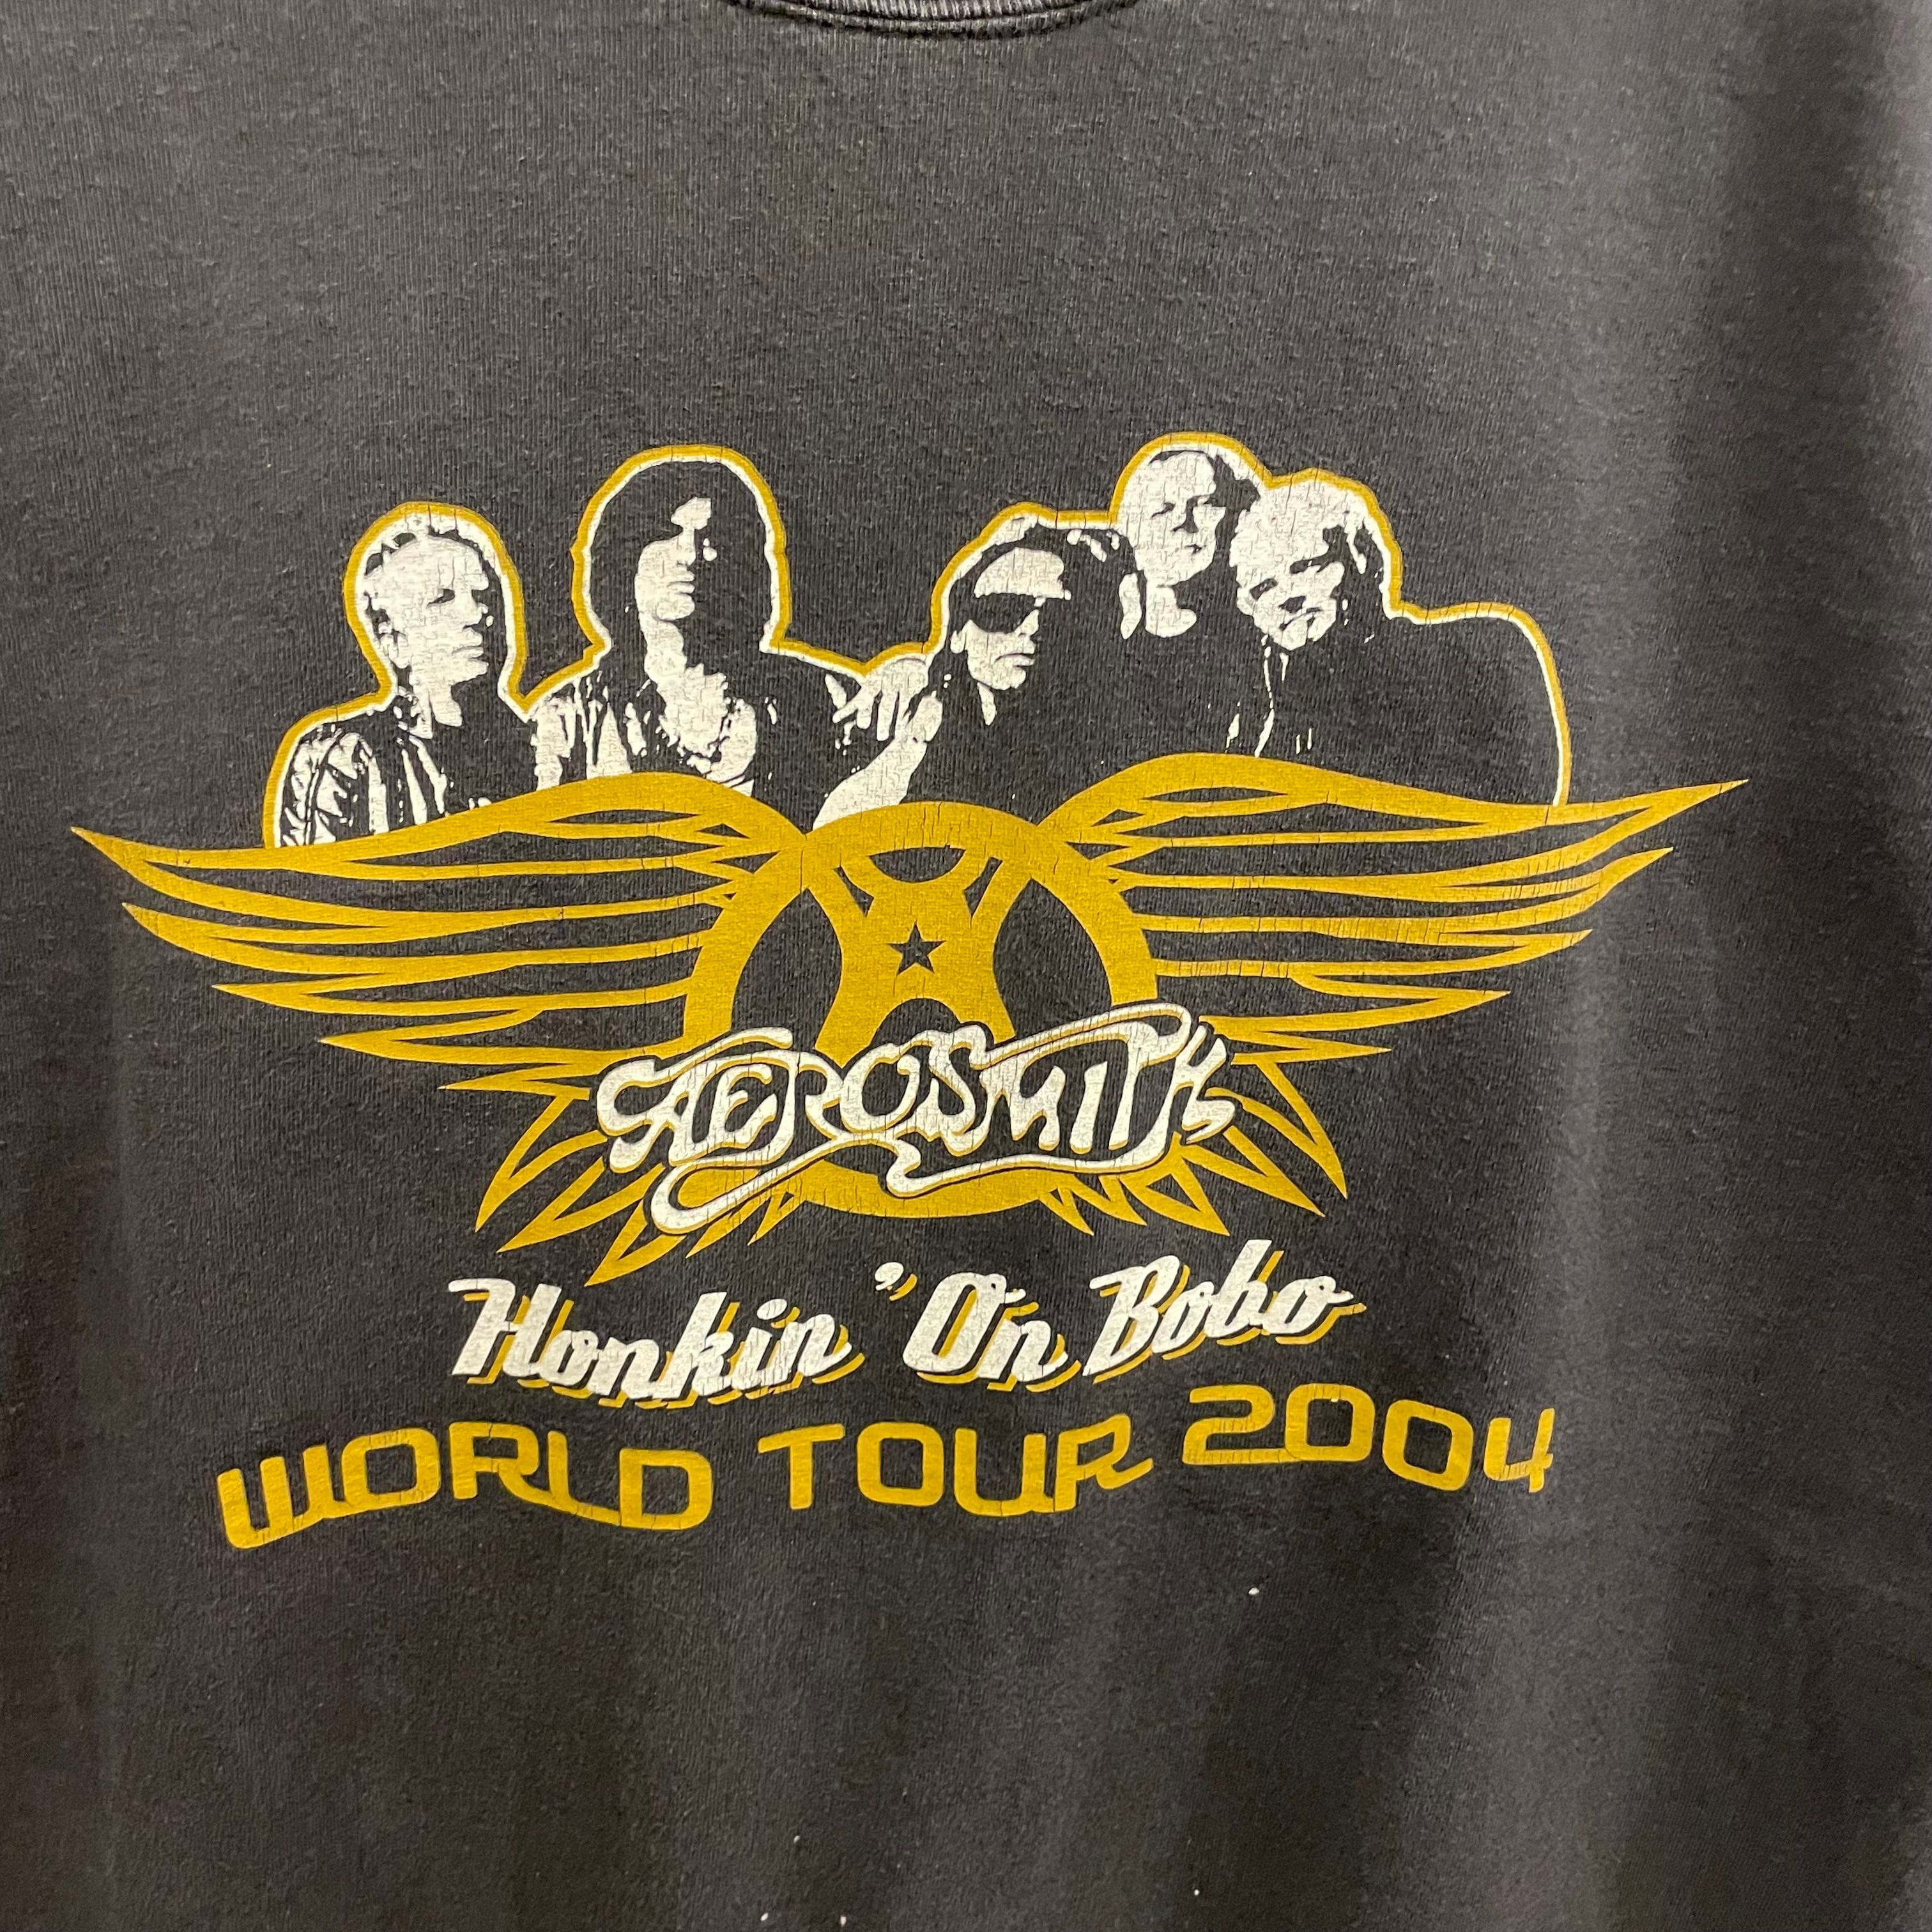 AEROSMITH
Honkin' On Bobo
WORLD TOUR 2004